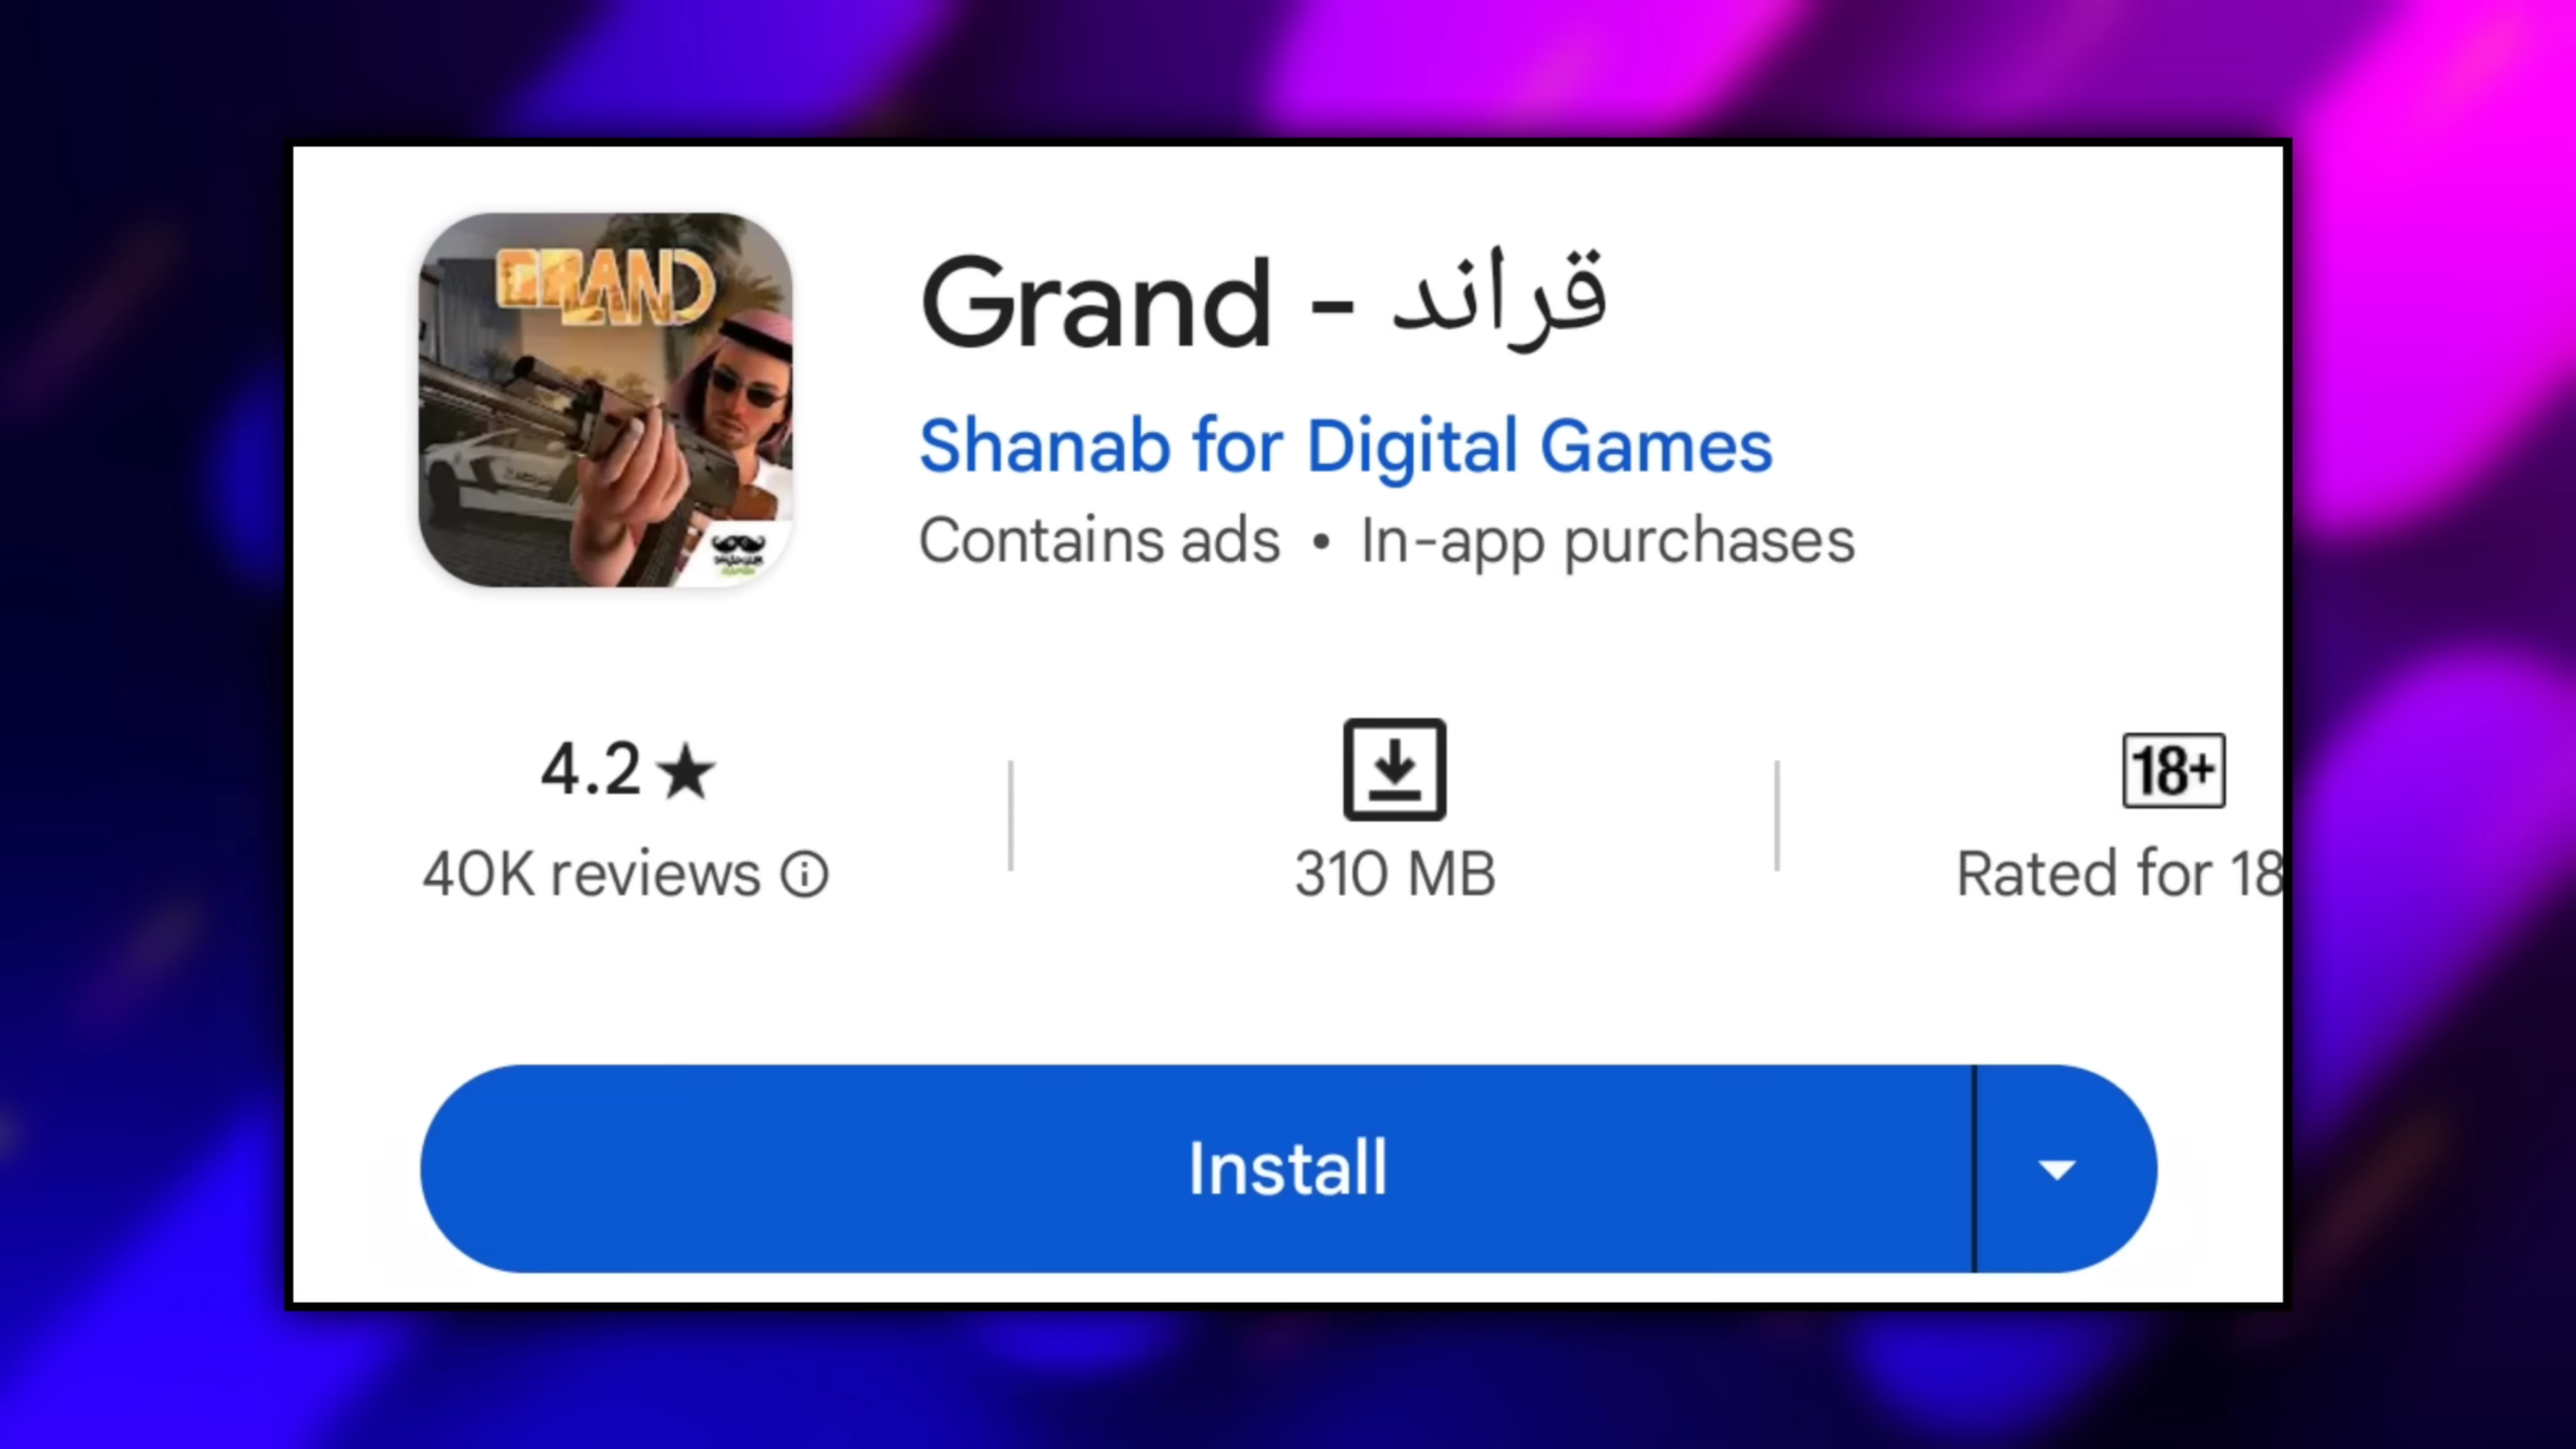 GRAND
Grand - قراند
Shanab for Digital Games
Contains ads • In-app purchases
4.2★
40K reviews
310 MB
18+
Rated for 18
Install